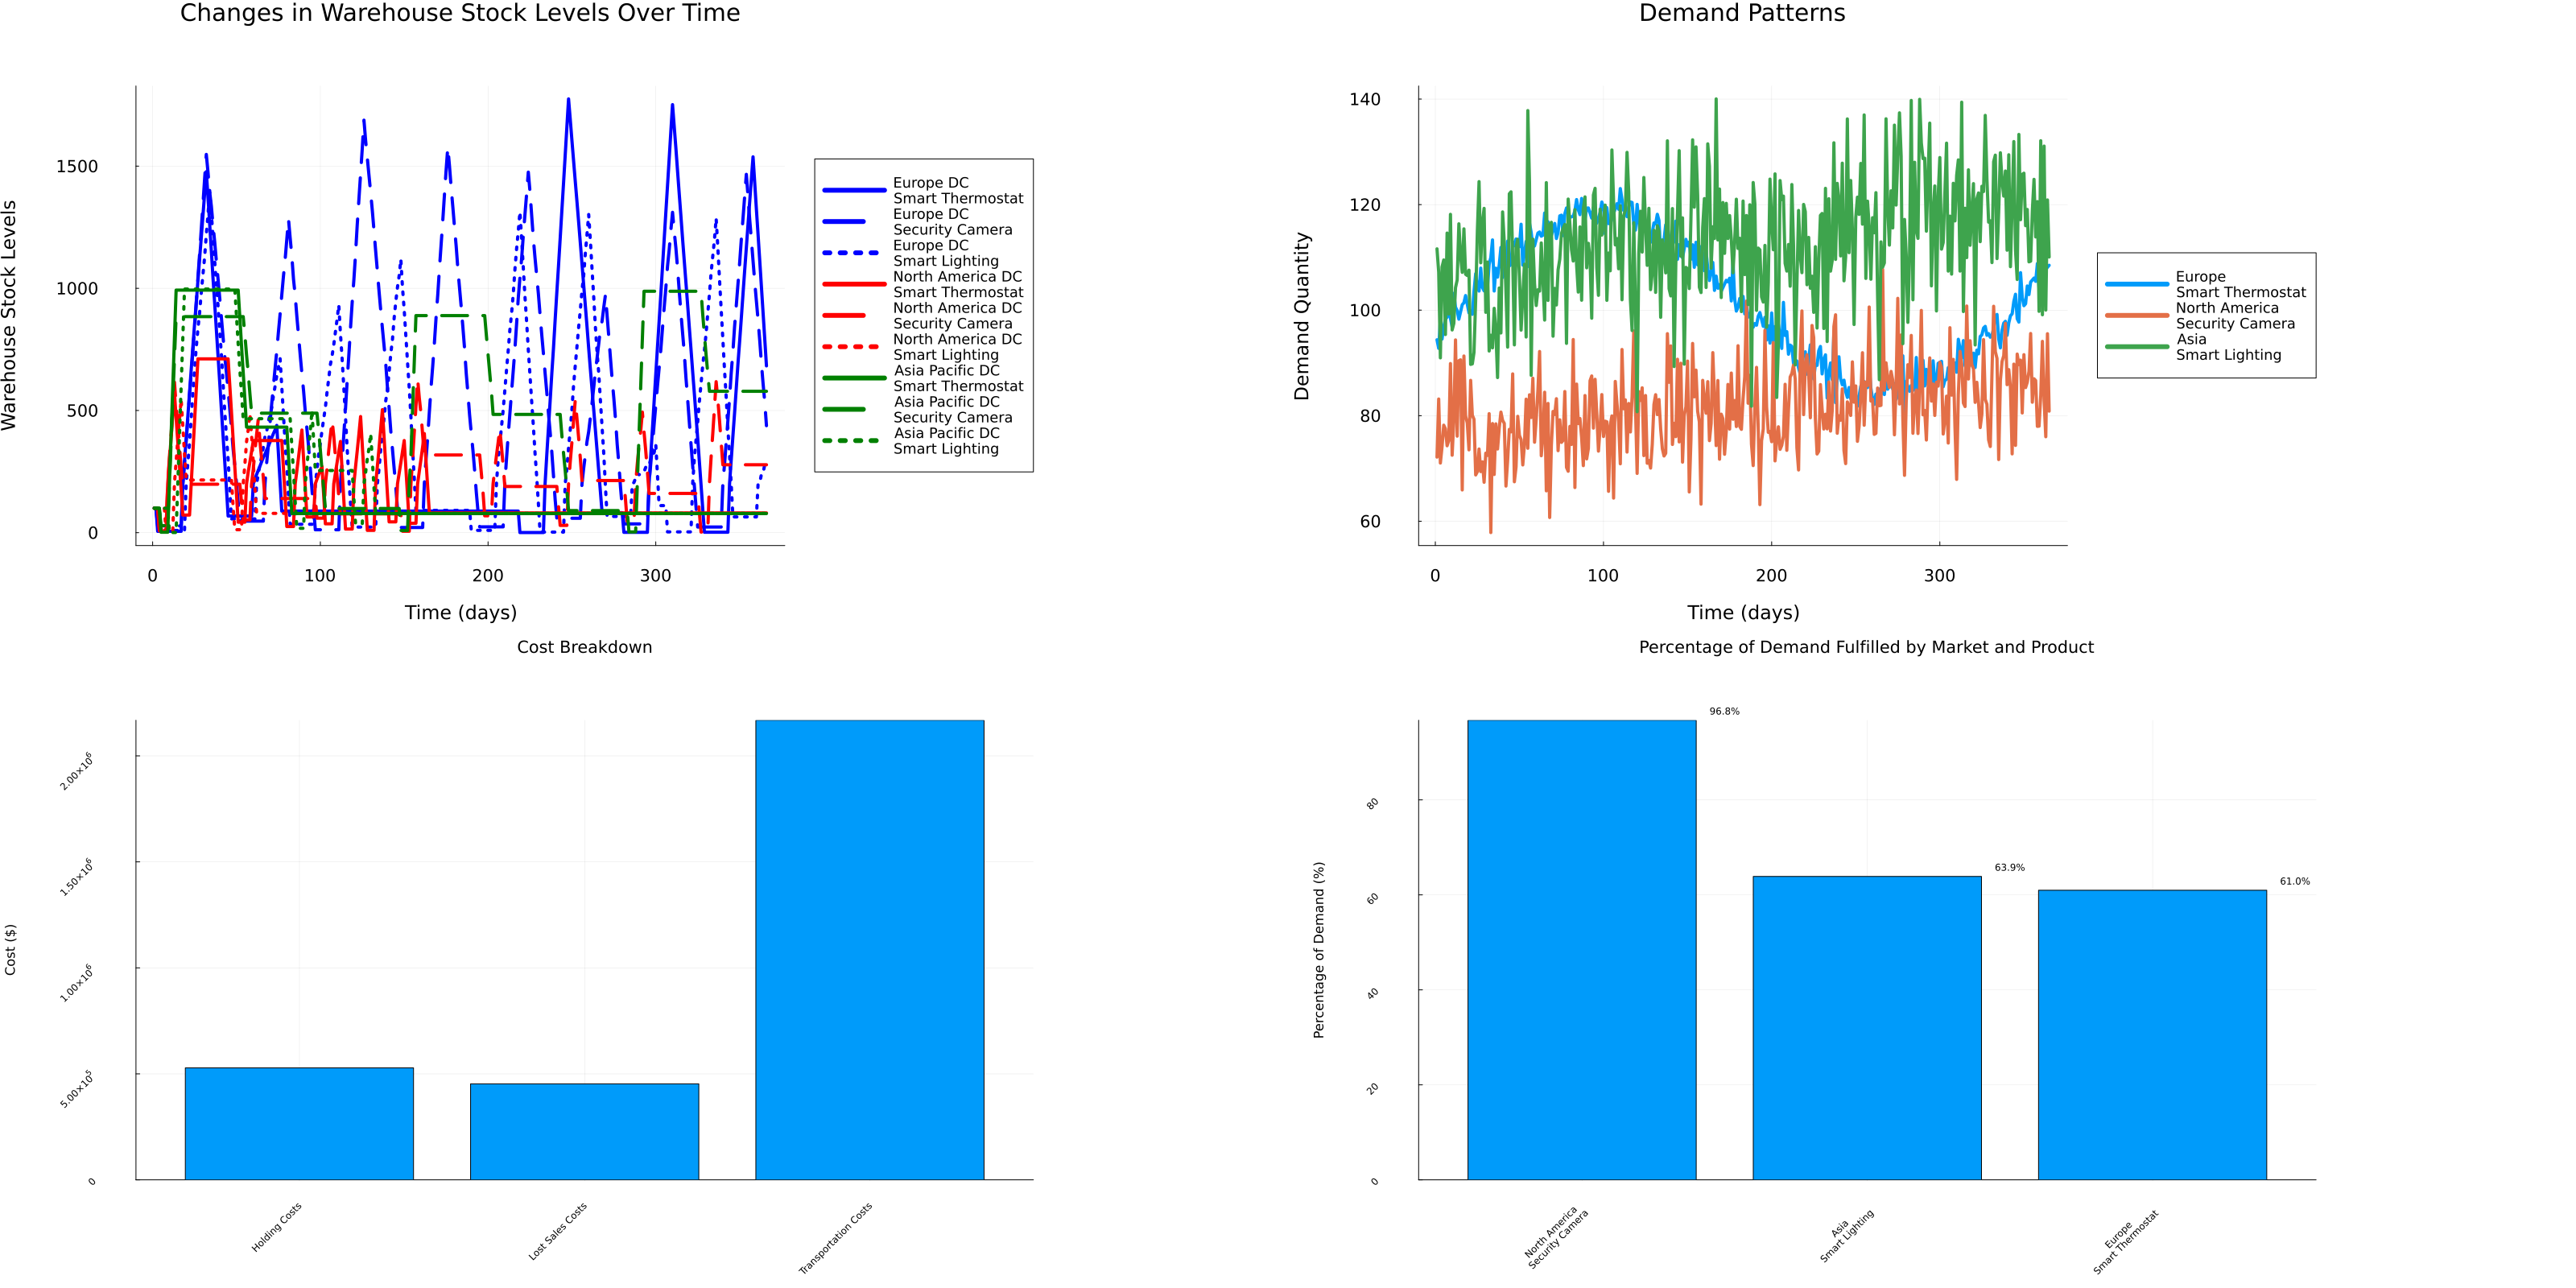 Changes in Warehouse Stock Levels Over Time
Warehouse Stock Levels
1500
1000
500
0
0 100 200 300
Time (days)
Europe DC
Smart Thermostat
Europe DC
Security Camera
Europe DC
Smart Lighting
North America DC
Smart Thermostat
North America DC
Security Camera
North America DC
Smart Lighting
Asia Pacific DC
Smart Thermostat
Asia Pacific DC
Security Camera
Asia Pacific DC
Smart Lighting
Demand Patterns
Demand Quantity
140
120
100
80
60
0 100 200 300
Time (days)
Europe
Smart Thermostat
North America
Security Camera
Asia
Smart Lighting
Cost Breakdown
Cost ($)
2.00×10⁶
1.50×10⁶
1.00×10⁶
5.00×10⁵
0
Holding Costs
Lost Sales Costs
Transportation Costs
Percentage of Demand Fulfilled by Market and Product
Percentage of Demand (%)
80
60
40
20
0
96.8%
63.9%
61.0%
North America
Security Camera
Asia
Smart Lighting
Europe
Smart Thermostat